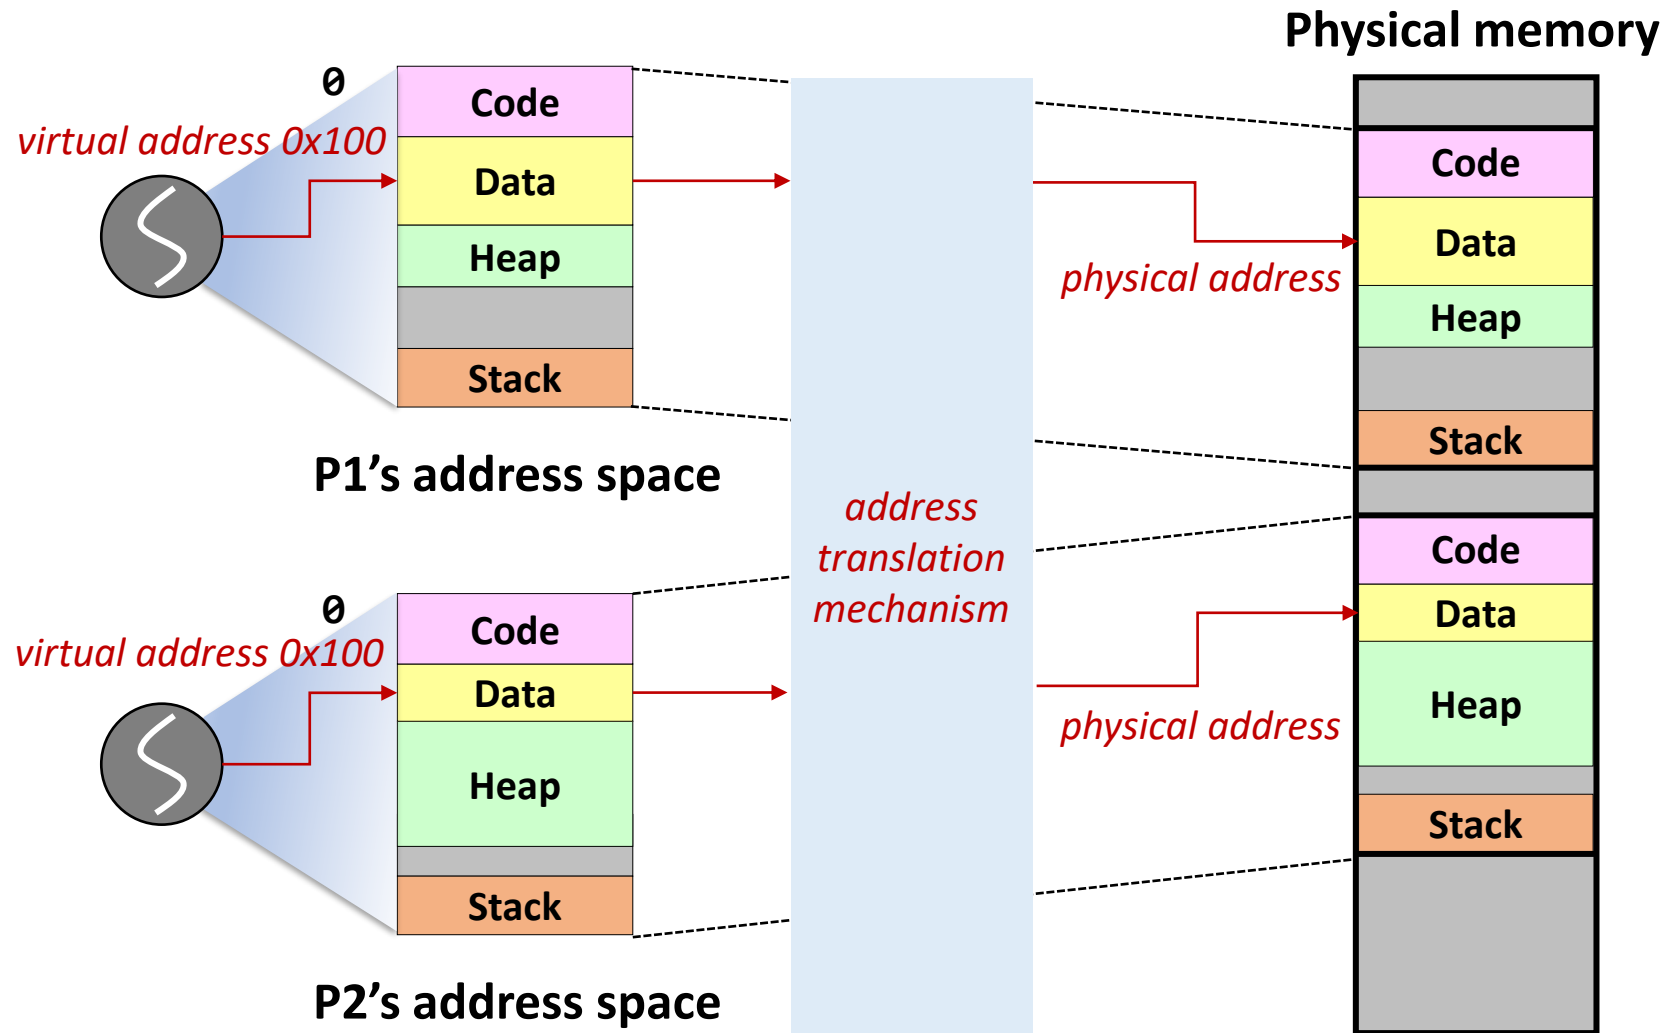 Physical memory
0
virtual address 0x100
Code
Data
Heap
Stack
P1’s address space
0
virtual address 0x100
Code
Data
Heap
Stack
P2’s address space
address
translation
mechanism
physical address
physical address
Code
Data
Heap
Stack
Code
Data
Heap
Stack